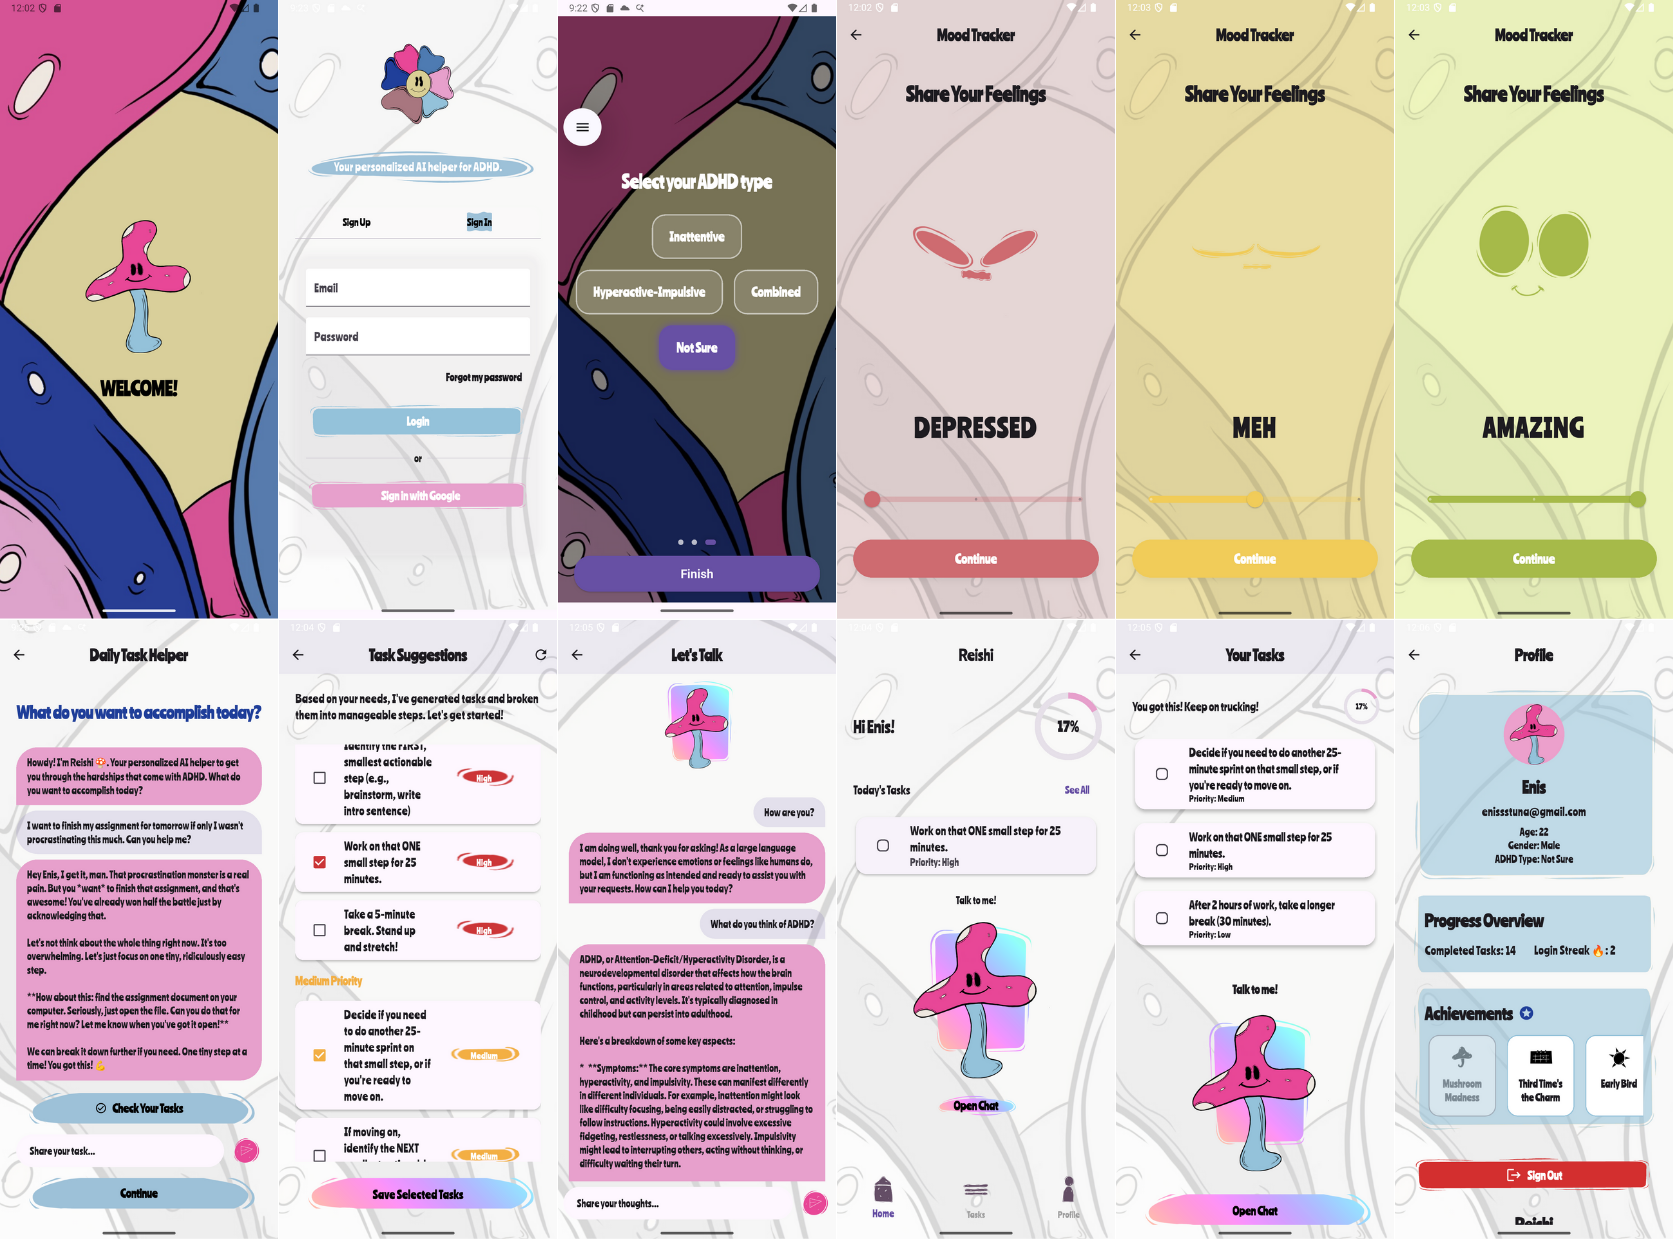 12:02
WELCOME!
Your personalized AI helper for ADHD.
Sign Up
Sign In
Email
Password
Forgot my password
Login
or
Sign In with Google
9:22
Select your ADHD type
Inattentive
Hyperactive-Impulsive
Combined
Not Sure
Finish
12:02
Mood Tracker
Share Your Feelings
DEPRESSED
Continue
12:03
Mood Tracker
Share Your Feelings
MEH
Continue
12:03
Mood Tracker
Share Your Feelings
AMAZING
Continue
Daily Task Helper
What do you want to accomplish today?
Howdy! I'm Reishi 🍄. Your personalized AI helper to get
you through the hardships that come with ADHD. What do
you want to accomplish today?
I want to finish my assignment for tomorrow if only I wasn't
procrastinating this much. Can you help me?
Hey Enis, I get it, man. That procrastination monster is a real
pain. But you *want* to finish that assignment, and that's
awesome! You've already won half the battle just by
acknowledging that.
Let's not think about the whole thing right now. It's too
overwhelming. Let's just focus on one tiny, ridiculously easy
step.
**How about this: find the assignment document on your
computer. Seriously, just open the file. Can you do that for
me right now? Let me know when you've got it open!**
We can break it down further if you need. One tiny step at a
time! You got this! 💪
Check Your Tasks
Share your task...
Continue
12:04
Task Suggestions
Based on your needs, I've generated tasks and broken
them into manageable steps. Let's get started!
Identify the FIRST,
smallest actionable
step (e.g.,
brainstorm, write
intro sentence)
High
Work on that ONE
small step for 25
minutes.
High
Take a 5-minute
break. Stand up
and stretch!
High
Medium Priority
Decide if you need
to do another 25-
minute sprint on
that small step, or if
you're ready to
move on.
Medium
If moving on,
identify the NEXT
Medium
Save Selected Tasks
12:05
Let's Talk
How are you?
I am doing well, thank you for asking! As a large language
model, I don't experience emotions or feelings like humans do,
but I am functioning as intended and ready to assist you with
your requests. How can I help you today?
What do you think of ADHD?
ADHD, or Attention-Deficit/Hyperactivity Disorder, is a
neurodevelopmental disorder that affects how the brain
functions, particularly in areas related to attention, impulse
control, and activity levels. It's typically diagnosed in
childhood but can persist into adulthood.
Here's a breakdown of some key aspects:
* **Symptoms:** The core symptoms are inattention,
hyperactivity, and impulsivity. These can manifest differently
in different individuals. For example, inattention might look
like difficulty focusing, being easily distracted, or struggling to
follow instructions. Hyperactivity could involve excessive
fidgeting, restlessness, or talking excessively. Impulsivity
might lead to interrupting others, acting without thinking, or
difficulty waiting their turn.
Share your thoughts...
12:04
Reishi
Hi Enis!
17%
Today's Tasks
See All
Work on that ONE small step for 25
minutes.
Priority: High
Talk to me!
Open Chat
Home
Tasks
Profile
12:05
Your Tasks
You got this! Keep on trucking!
17%
Decide if you need to do another 25-
minute sprint on that small step, or if
you're ready to move on.
Priority: Medium
Work on that ONE small step for 25
minutes.
Priority: High
After 2 hours of work, take a longer
break (30 minutes).
Priority: Low
Talk to me!
Open Chat
Profile
Enis
enissstuna@gmail.com
Age: 22
Gender: Male
ADHD Type: Not Sure
Progress Overview
Completed Tasks: 14
Login Streak 🔥: 2
Achievements
Mushroom
Madness
Third Time's
the Charm
Early Bird
Sign Out
Reishi